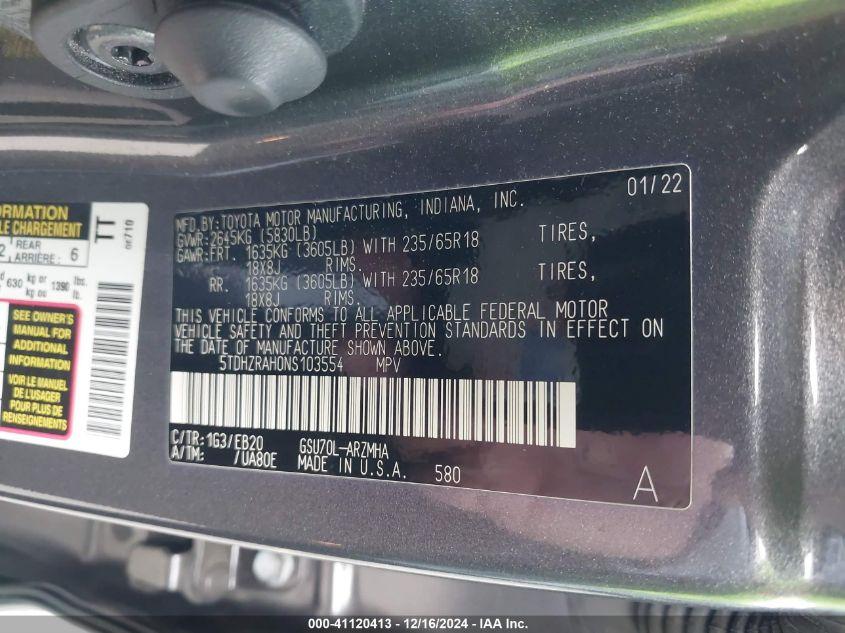 ORMATION
LE CHARGEMENT
2 REAR ARRIÈRE: 6
630 kg or 1390 lbs.
kg ou lb.
SEE OWNER'S
MANUAL FOR
ADDITIONAL
INFORMATION
VOIR LE MANUEL
DE L'USAGER
POUR PLUS DE
RENSEIGNEMENTS
TT
or710
01/22
MFD.BY:TOYOTA MOTOR MANUFACTURING, INDIANA, INC.
GVWR:2645KG (5830LB)
GAWR:FRT. 1635KG (3605LB) WITH 235/65R18 TIRES,
18X8J RIMS.
RR. 1635KG (3605LB) WITH 235/65R18 TIRES,
18X8J RIMS.
THIS VEHICLE CONFORMS TO ALL APPLICABLE FEDERAL MOTOR
VEHICLE SAFETY AND THEFT PREVENTION STANDARDS IN EFFECT ON
THE DATE OF MANUFACTURE SHOWN ABOVE.
5TDHZRAH0NS103554 MPV
C/TR:1G3/EB20 GSU70L-ARZMHA
A/TM: /UA80E MADE IN U.S.A. 580
A
000-41120413 - 12/16/2024 - IAA Inc.